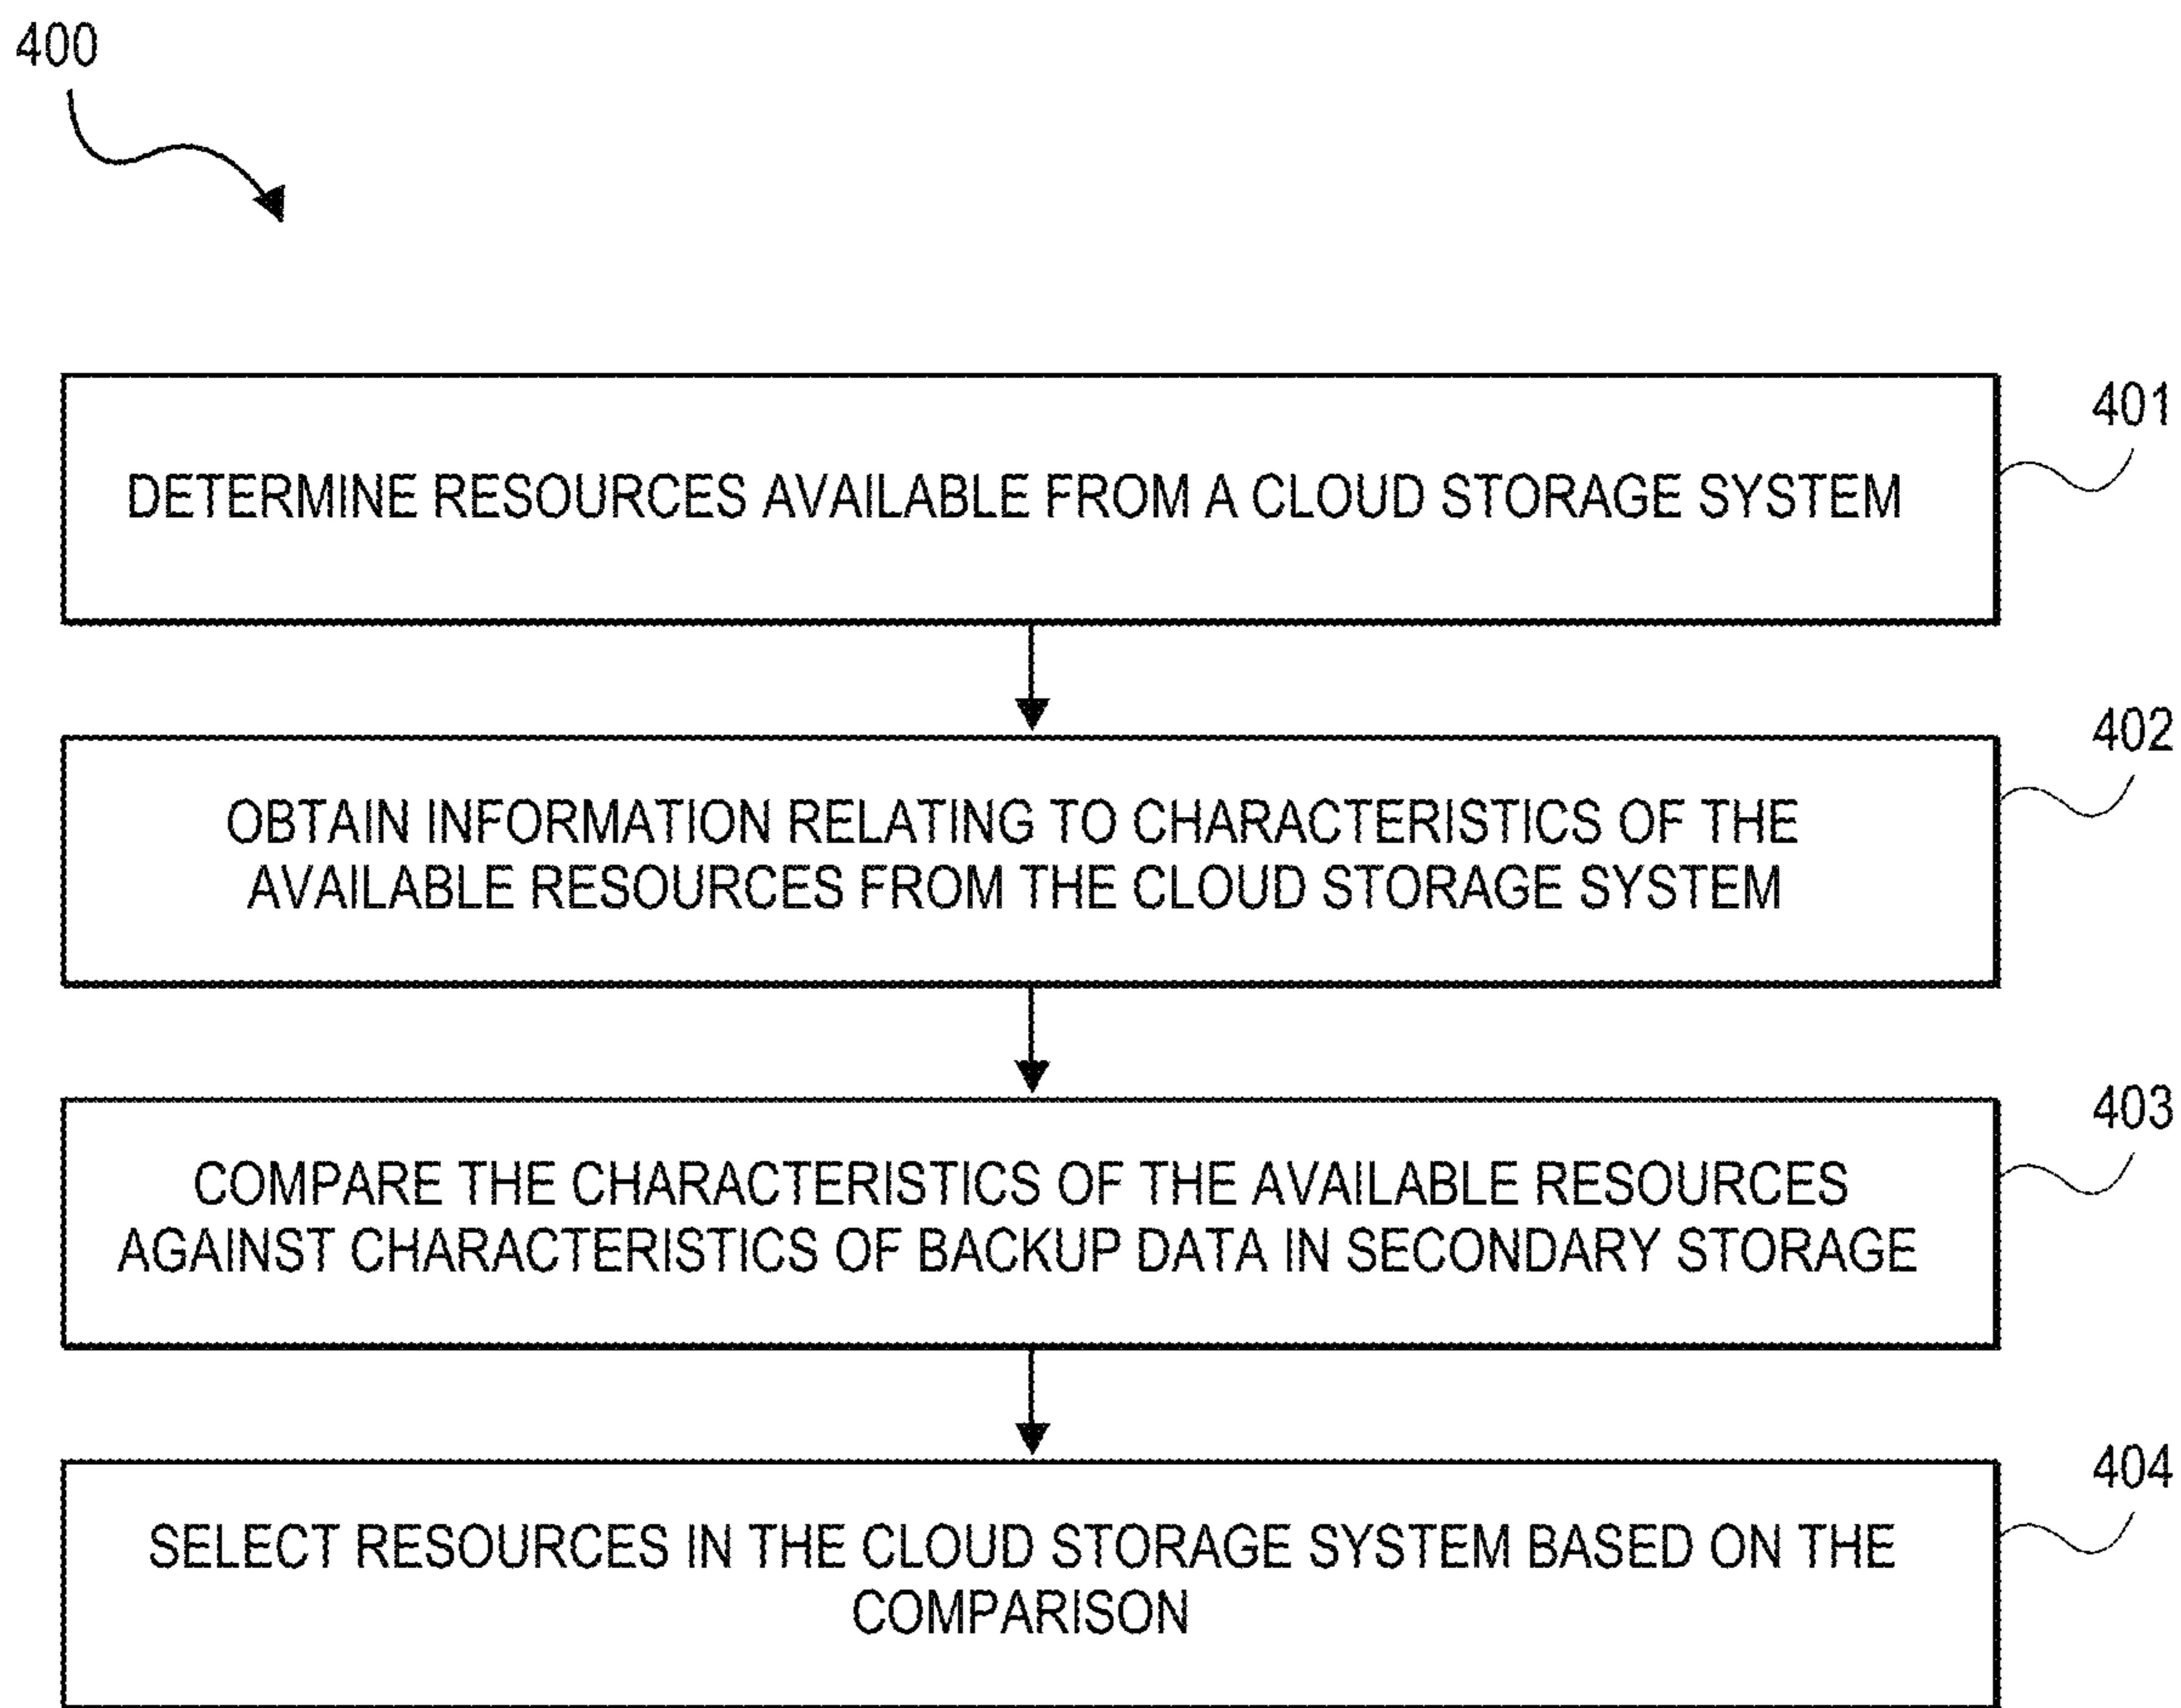 400
401
DETERMINE RESOURCES AVAILABLE FROM A CLOUD STORAGE SYSTEM
402
OBTAIN INFORMATION RELATING TO CHARACTERISTICS OF THE
AVAILABLE RESOURCES FROM THE CLOUD STORAGE SYSTEM
403
COMPARE THE CHARACTERISTICS OF THE AVAILABLE RESOURCES
AGAINST CHARACTERISTICS OF BACKUP DATA IN SECONDARY STORAGE
404
SELECT RESOURCES IN THE CLOUD STORAGE SYSTEM BASED ON THE
COMPARISON